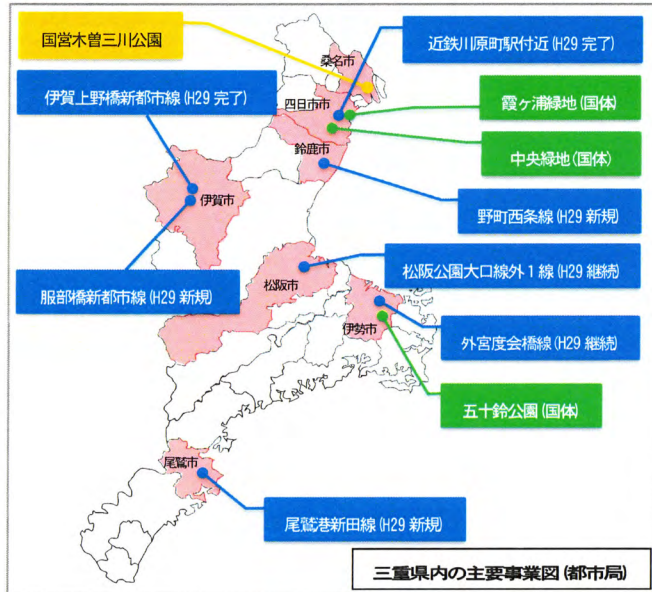 国営木曽三川公園
桑名市
近鉄川原町駅付近(H29 完了)
伊賀上野橋新都市線(H29 完了)
四日市市
霞ヶ浦緑地(国体)
中央緑地(国体)
鈴鹿市
伊賀市
野町西条線(H29 新規)
服部橋新都市線(H29 新規)
松阪市
松阪公園大口線外1線(H29 継続)
伊勢市
外宮度会橋線(H29 継続)
五十鈴公園(国体)
尾鷲市
尾鷲港新田線(H29 新規)
三重県内の主要事業図(都市局)